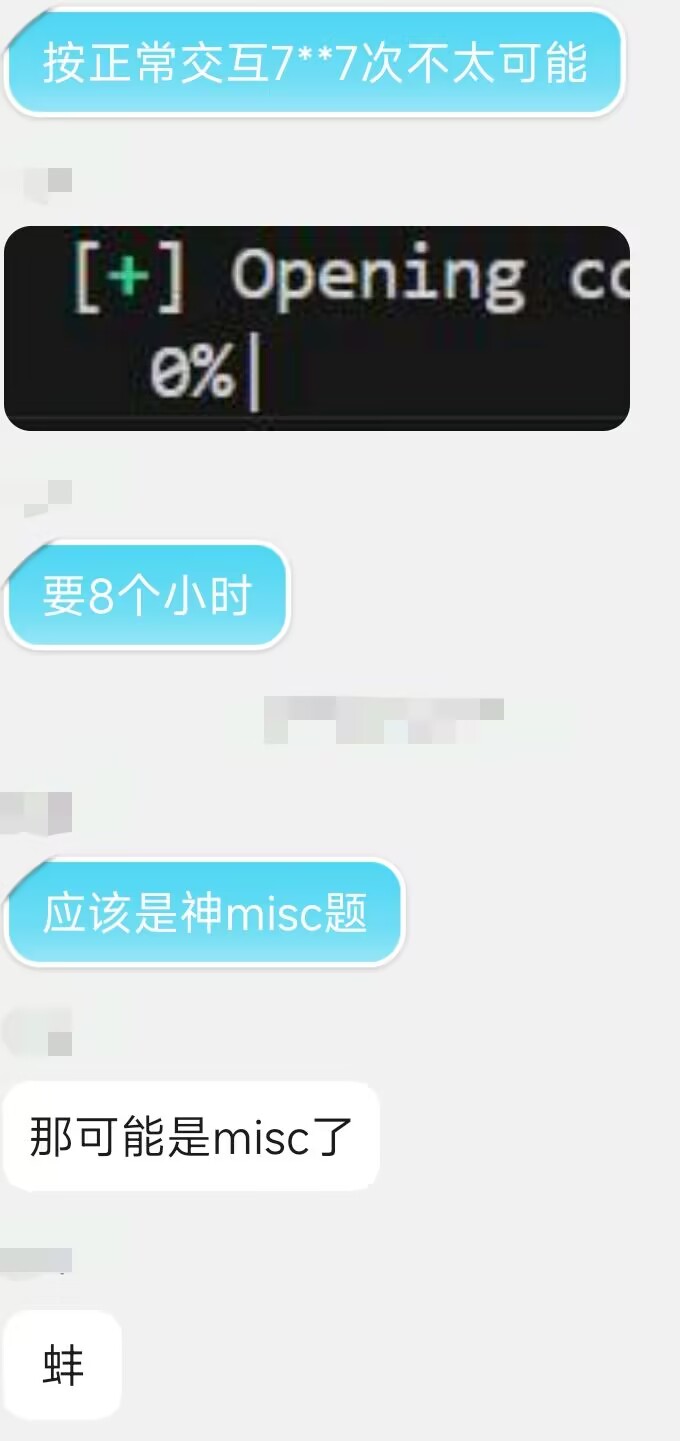 按正常交互7**7次不太可能
[+] Opening co
0%|
要8个小时
应该是神misc题
那可能是misc了
蚌